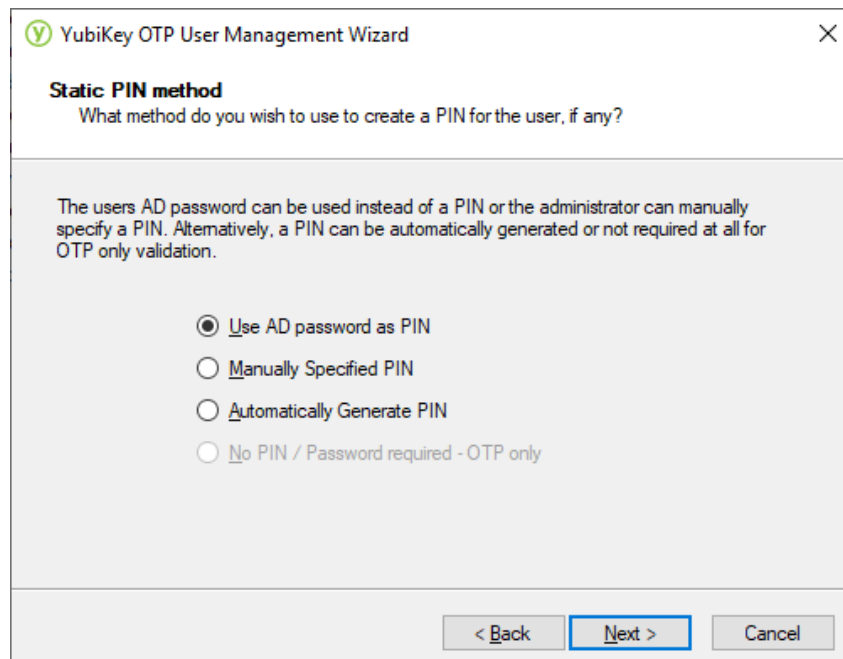 YubiKey OTP User Management Wizard
Static PIN method
What method do you wish to use to create a PIN for the user, if any?
The users AD password can be used instead of a PIN or the administrator can manually
specify a PIN. Alternatively, a PIN can be automatically generated or not required at all for
OTP only validation.
Use AD password as PIN
Manually Specified PIN
Automatically Generate PIN
No PIN / Password required - OTP only
< Back
Next >
Cancel